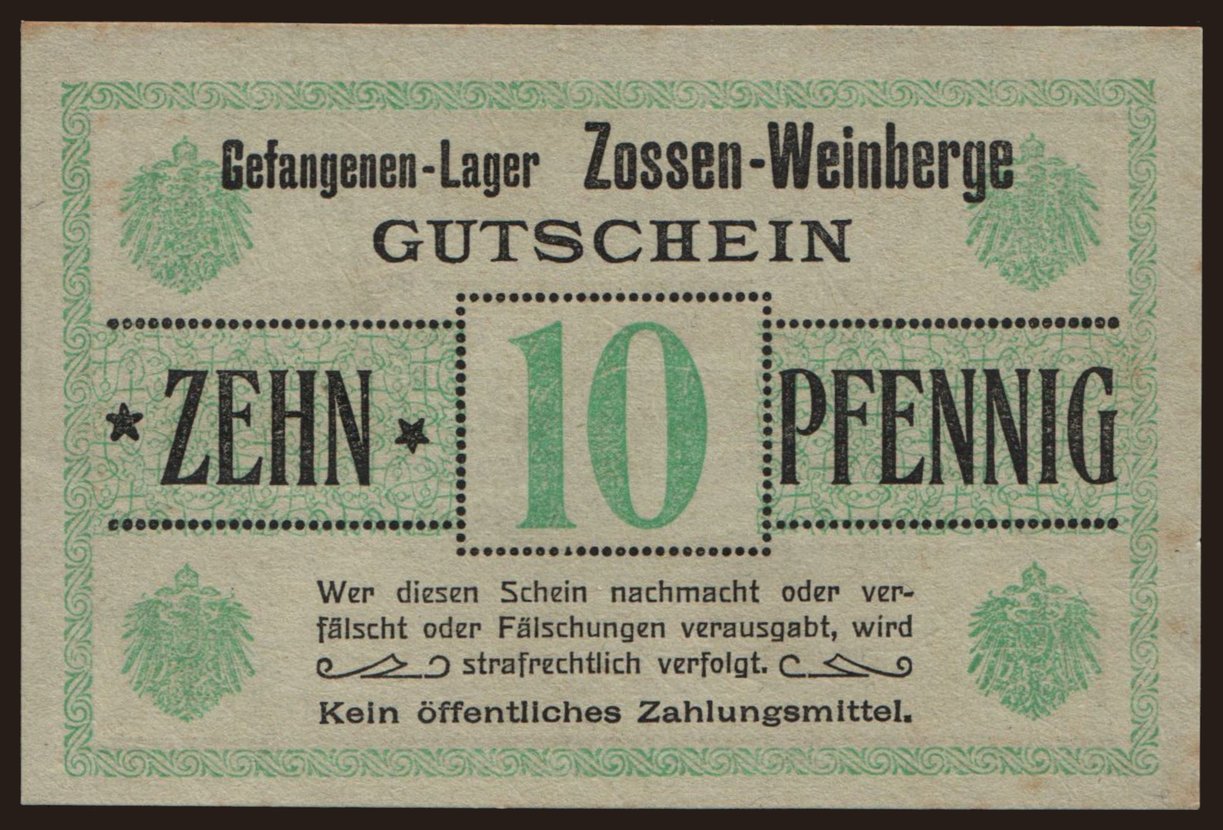 Gefangenen-Lager Zossen-Weinberge
GUTSCHEIN
ZEHN 10 PFENNIG
Wer diesen Schein nachmacht oder ver-
fälscht oder Fälschungen verausgabt, wird
strafrechtlich verfolgt.
Kein öffentliches Zahlungsmittel.